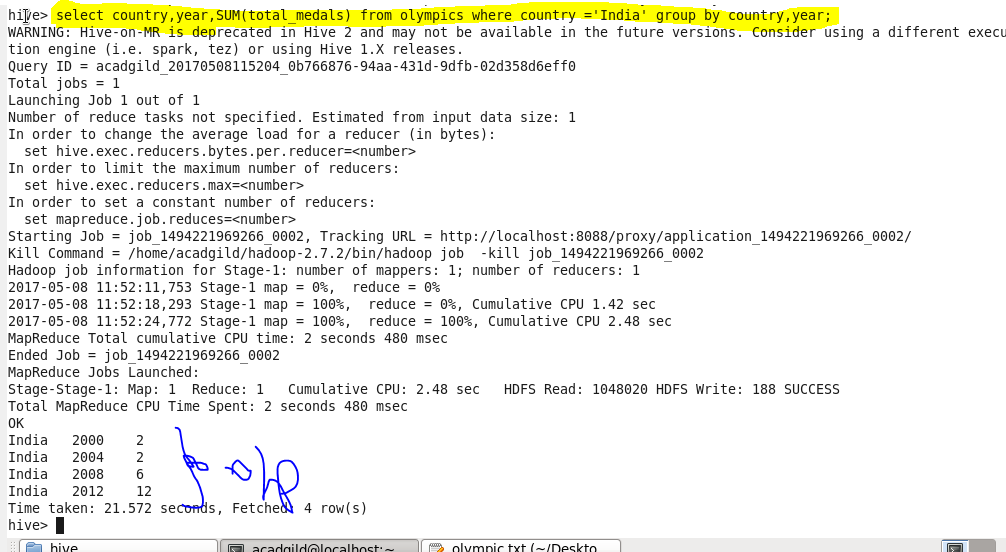 hive> select country,year,SUM(total_medals) from olympics where country ='India' group by country,year;
WARNING: Hive-on-MR is deprecated in Hive 2 and may not be available in the future versions. Consider using a different execu
tion engine (i.e. spark, tez) or using Hive 1.X releases.
Query ID = acadgild_20170508115204_0b766876-94aa-431d-9dfb-02d358d6eff0
Total jobs = 1
Launching Job 1 out of 1
Number of reduce tasks not specified. Estimated from input data size: 1
In order to change the average load for a reducer (in bytes):
  set hive.exec.reducers.bytes.per.reducer=<number>
In order to limit the maximum number of reducers:
  set hive.exec.reducers.max=<number>
In order to set a constant number of reducers:
  set mapreduce.job.reduces=<number>
Starting Job = job_1494221969266_0002, Tracking URL = http://localhost:8088/proxy/application_1494221969266_0002/
Kill Command = /home/acadgild/hadoop-2.7.2/bin/hadoop job  -kill job_1494221969266_0002
Hadoop job information for Stage-1: number of mappers: 1; number of reducers: 1
2017-05-08 11:52:11,753 Stage-1 map = 0%,  reduce = 0%
2017-05-08 11:52:18,293 Stage-1 map = 100%,  reduce = 0%, Cumulative CPU 1.42 sec
2017-05-08 11:52:24,772 Stage-1 map = 100%,  reduce = 100%, Cumulative CPU 2.48 sec
MapReduce Total cumulative CPU time: 2 seconds 480 msec
Ended Job = job_1494221969266_0002
MapReduce Jobs Launched:
Stage-Stage-1: Map: 1  Reduce: 1   Cumulative CPU: 2.48 sec   HDFS Read: 1048020 HDFS Write: 188 SUCCESS
Total MapReduce CPU Time Spent: 2 seconds 480 msec
OK
India   2000    2
India   2004    2
India   2008    6
India   2012    12
o/p
Time taken: 21.572 seconds, Fetched: 4 row(s)
hive>
hive acadgild@localhost:~ olympic.txt (~/Deskto